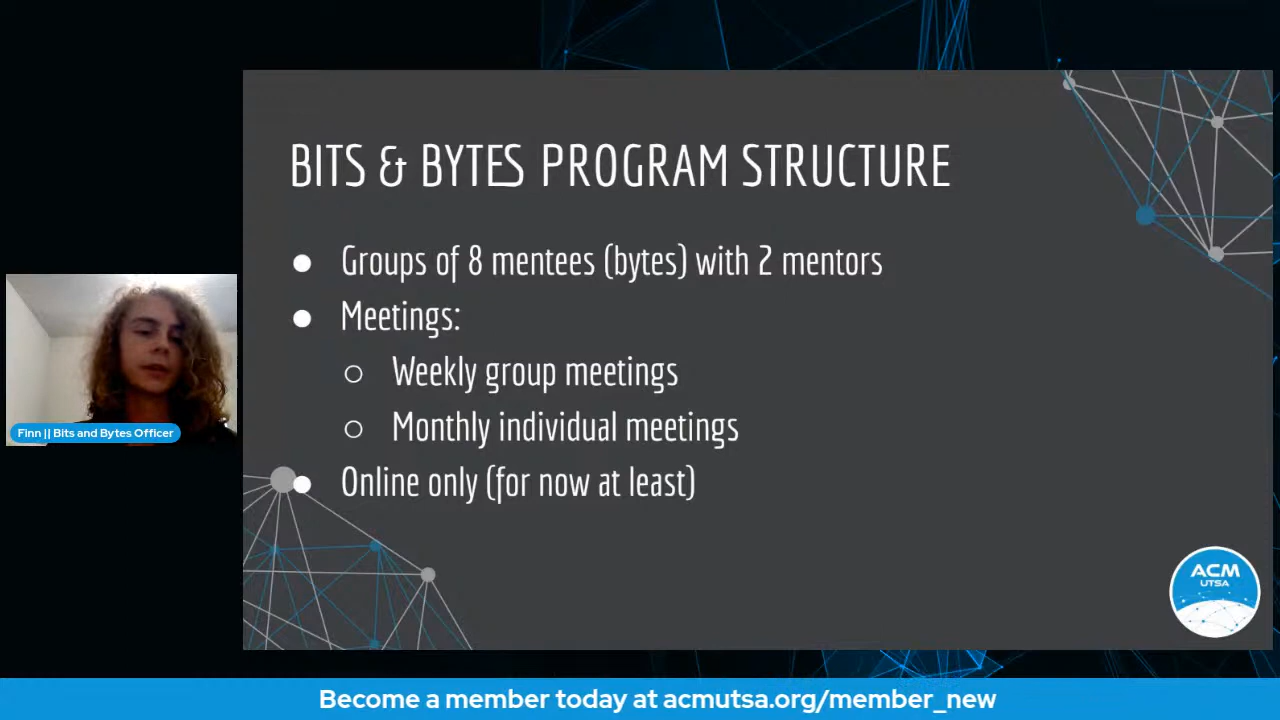 BITS & BYTES PROGRAM STRUCTURE
● Groups of 8 mentees (bytes) with 2 mentors
● Meetings:
○ Weekly group meetings
○ Monthly individual meetings
● Online only (for now at least)
Finn || Bits and Bytes Officer
ACM
UTSA
Become a member today at acmutsa.org/member_new